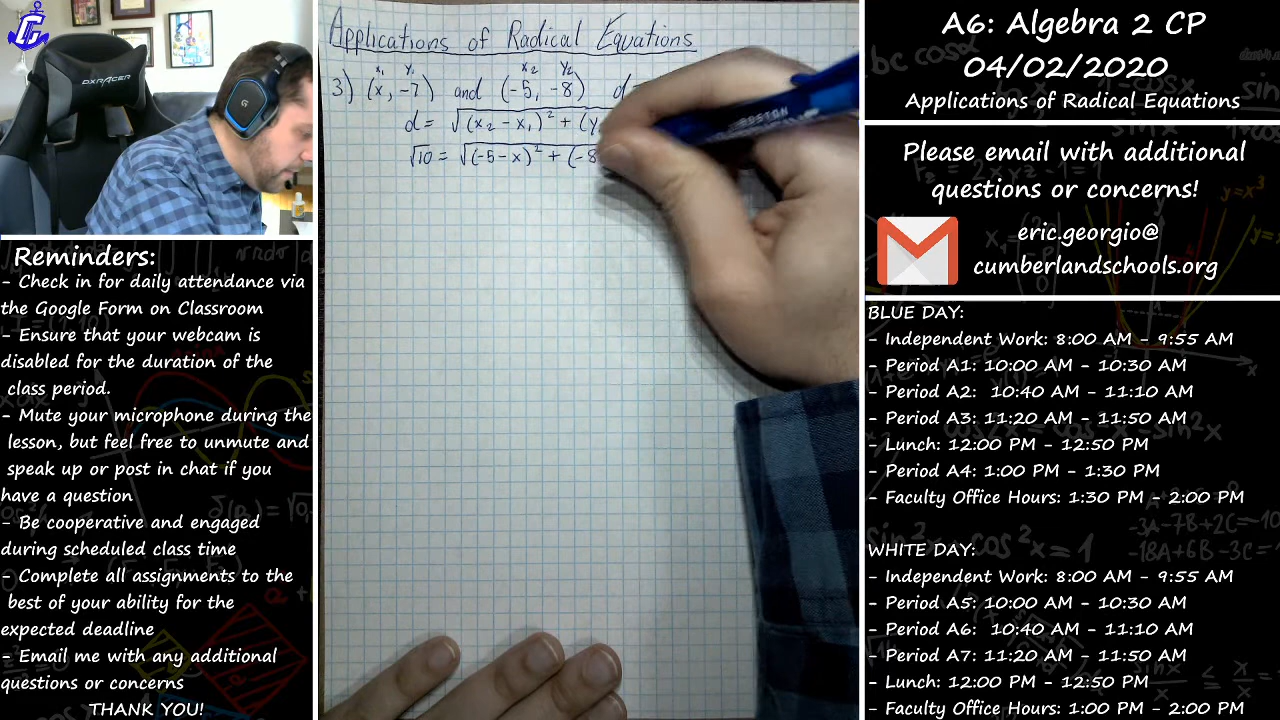 C
DXRACER
G
Reminders:
- Check in for daily attendance via
the Google Form on Classroom
- Ensure that your webcam is
disabled for the duration of the
class period.
- Mute your microphone during the
lesson, but feel free to unmute and
speak up or post in chat if you
have a question
- Be cooperative and engaged
during scheduled class time
- Complete all assignments to the
best of your ability for the
expected deadline
- Email me with any additional
questions or concerns
THANK YOU!
Applications of Radical Equations
x₁ y₁ x₂ y₂
3) (x, -7) and (-5, -8) d=
d = √(x₂ - x₁)² + (y
√10 = √(-5 - x)² + (-8
BOSTON
A6: Algebra 2 CP
04/02/2020
Applications of Radical Equations
Please email with additional
questions or concerns!
eric.georgio@
cumberlandschools.org
BLUE DAY:
- Independent Work: 8:00 AM - 9:55 AM
- Period A1: 10:00 AM - 10:30 AM
- Period A2: 10:40 AM - 11:10 AM
- Period A3: 11:20 AM - 11:50 AM
- Lunch: 12:00 PM - 12:50 PM
- Period A4: 1:00 PM - 1:30 PM
- Faculty Office Hours: 1:30 PM - 2:00 PM
WHITE DAY:
- Independent Work: 8:00 AM - 9:55 AM
- Period A5: 10:00 AM - 10:30 AM
- Period A6: 10:40 AM - 11:10 AM
- Period A7: 11:20 AM - 11:50 AM
- Lunch: 12:00 PM - 12:50 PM
- Faculty Office Hours: 1:00 PM - 2:00 PM